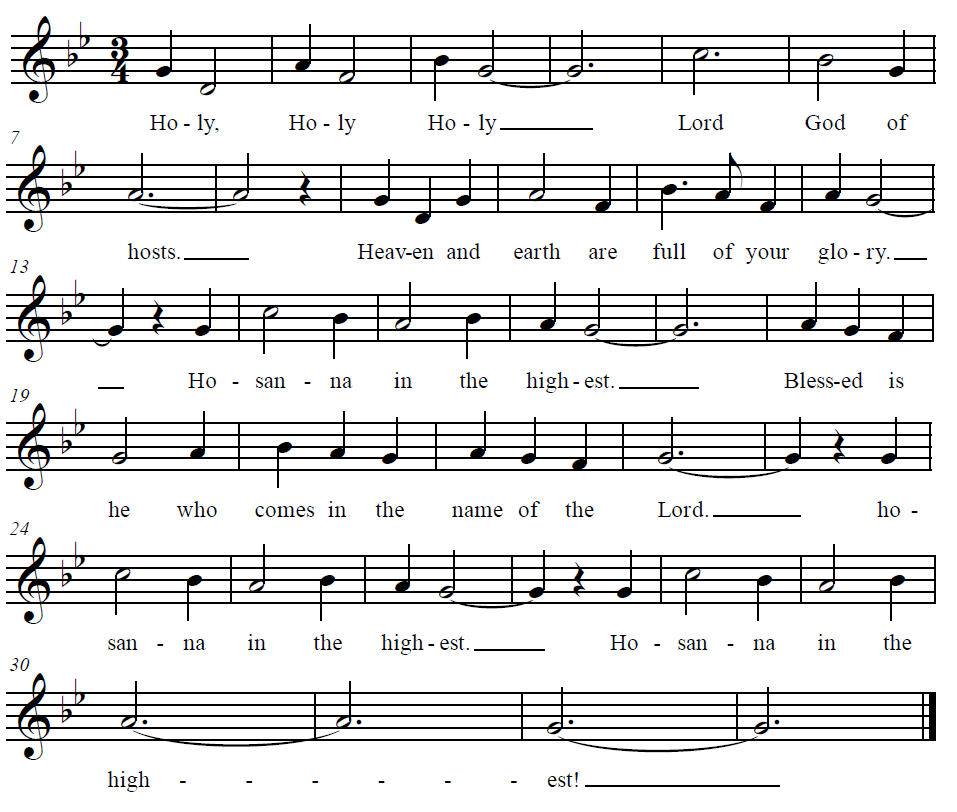 3
4
Ho - ly, Ho - ly Ho - ly Lord God of
7
hosts. Heav-en and earth are full of your glo - ry.
13
Ho - san - na in the high - est. Bless-ed is
19
he who comes in the name of the Lord. ho -
24
san - na in the high - est. Ho - san - na in the
30
high - - - - - - est!